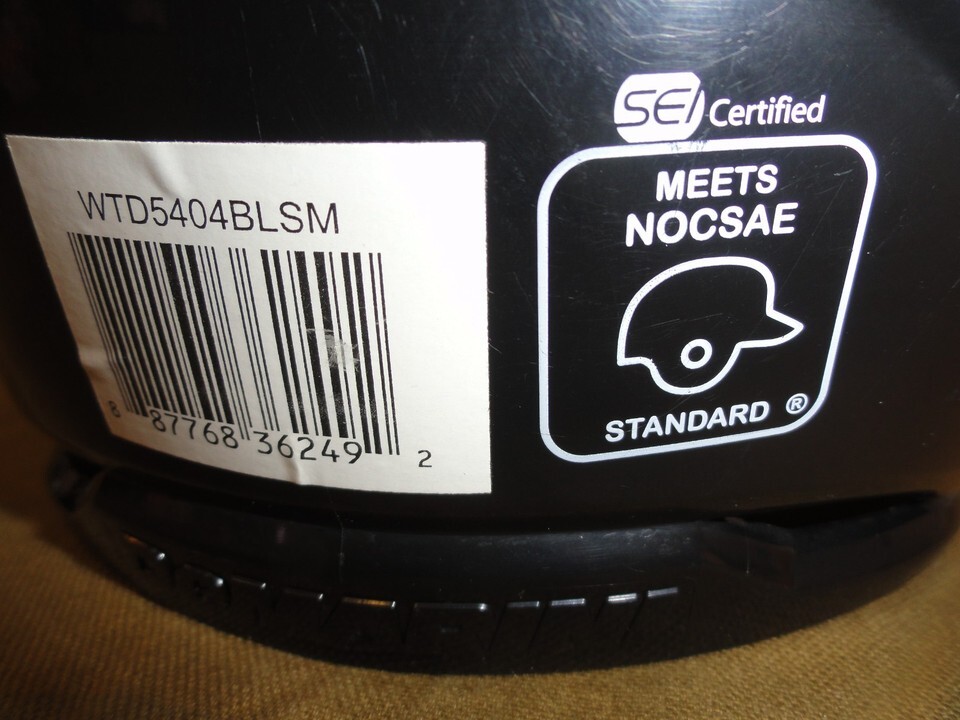 WTD5404BLSM
8 87768 36249 2
SEI Certified
MEETS
NOCSAE
STANDARD ®